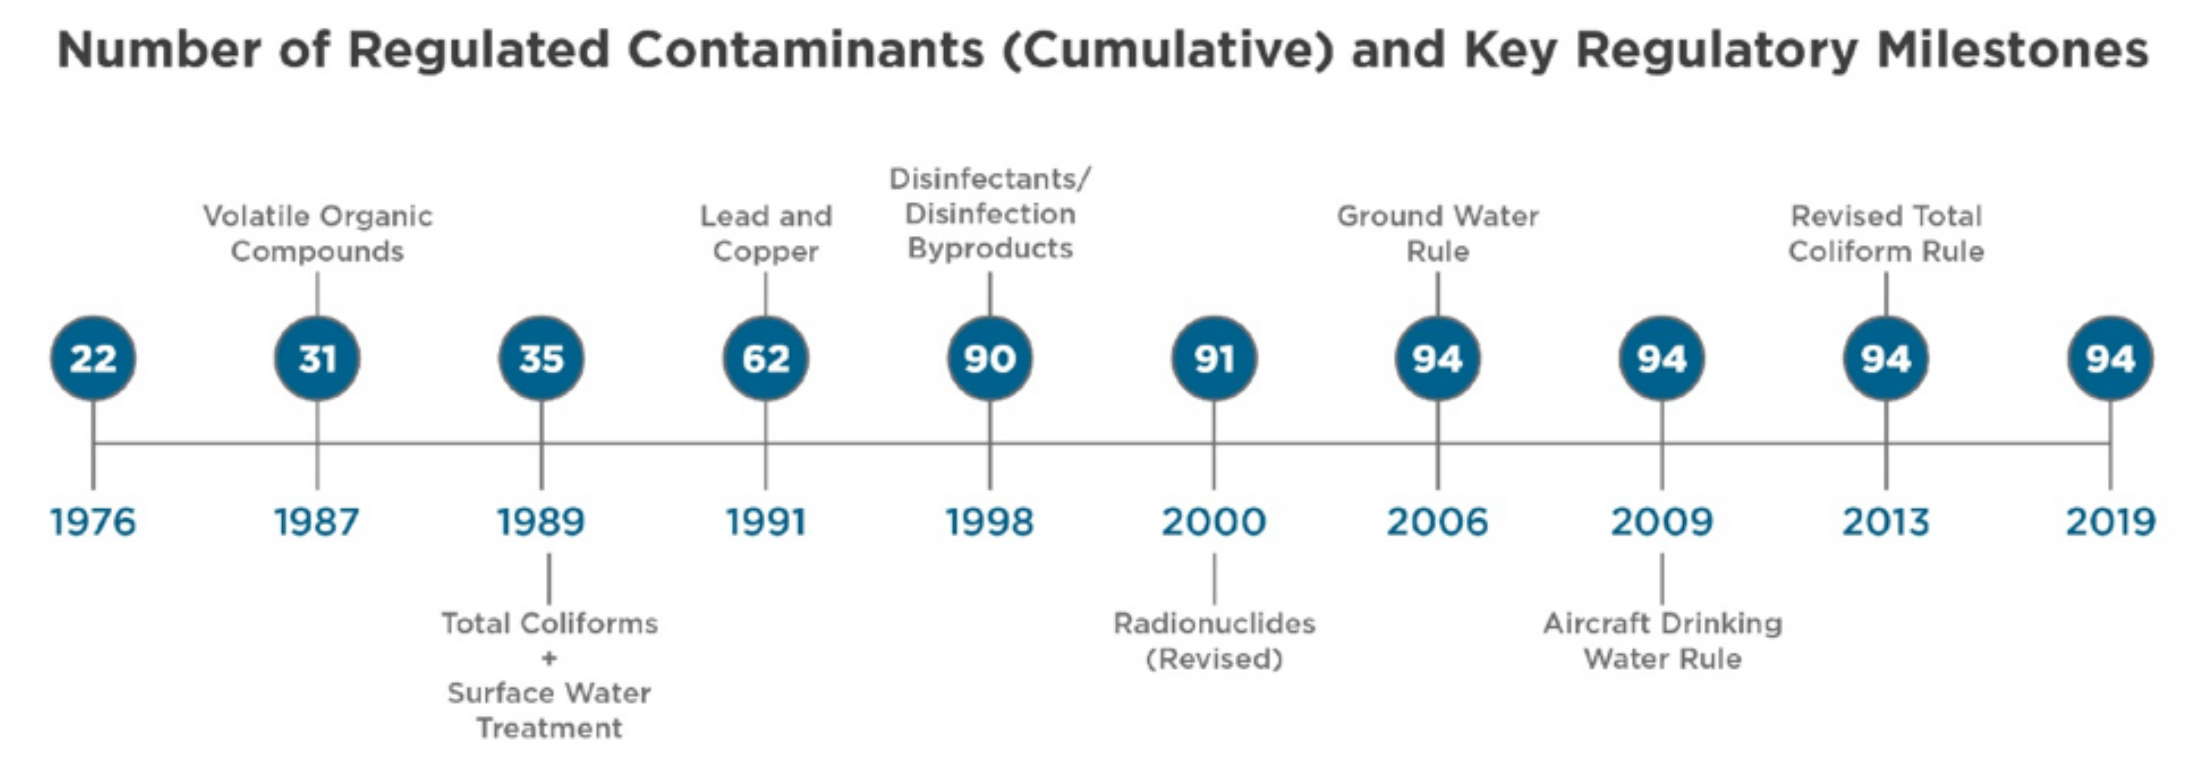 Number of Regulated Contaminants (Cumulative) and Key Regulatory Milestones
Volatile Organic
Compounds
Lead and
Copper
Disinfectants/
Disinfection
Byproducts
Ground Water
Rule
Revised Total
Coliform Rule
22 31 35 62 90 91 94 94 94 94
1976 1987 1989 1991 1998 2000 2006 2009 2013 2019
Total Coliforms
+
Surface Water
Treatment
Radionuclides
(Revised)
Aircraft Drinking
Water Rule